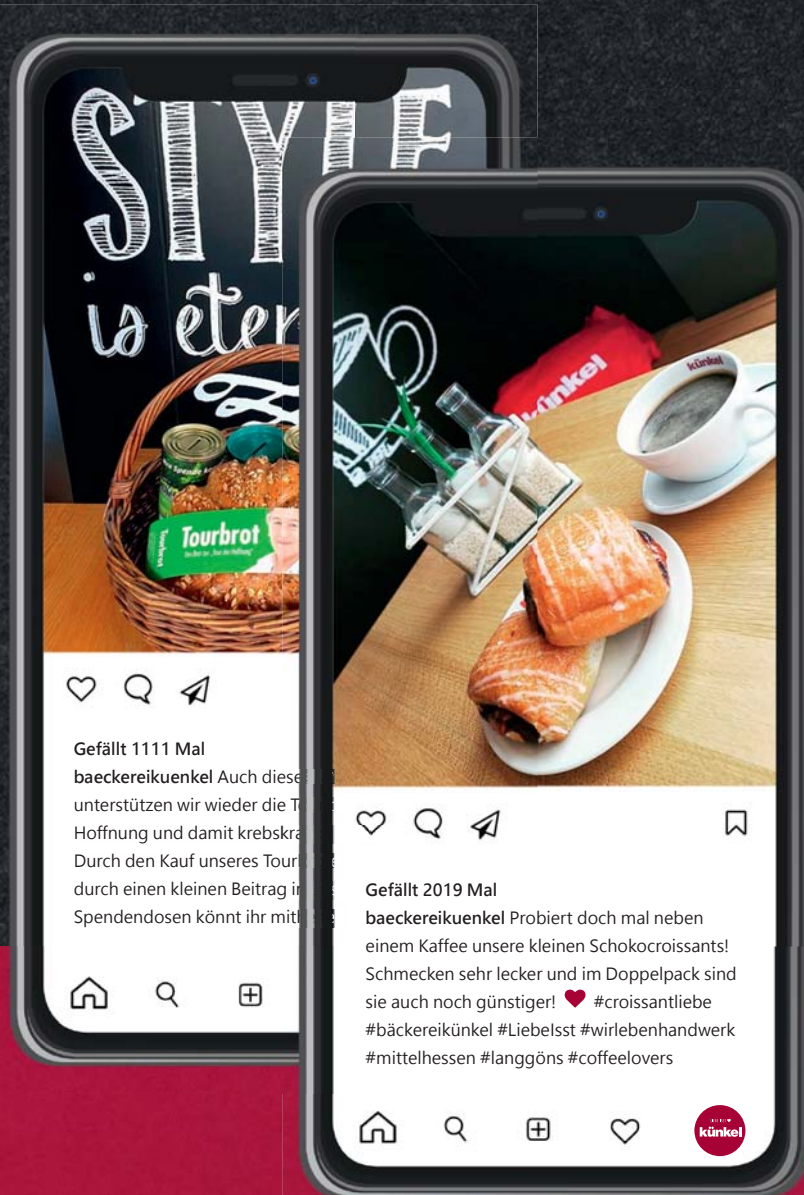 STYLE
is eter
Tourbrot
Tourbrot
Gefällt 1111 Mal
baeckereikuenkel Auch diese
unterstützen wir wieder die T
Hoffnung und damit krebskra
Durch den Kauf unseres Tour
durch einen kleinen Beitrag i
Spendendosen könnt ihr mit
künkel
künkel
Gefällt 2019 Mal
baeckereikuenkel Probiert doch mal neben
einem Kaffee unsere kleinen Schokocroissants!
Schmecken sehr lecker und im Doppelpack sind
sie auch noch günstiger! ♥ #croissantliebe
#bäckereikünkel #LiebeIsst #wirlebenhandwerk
#mittelhessen #langgöns #coffeelovers
künkel